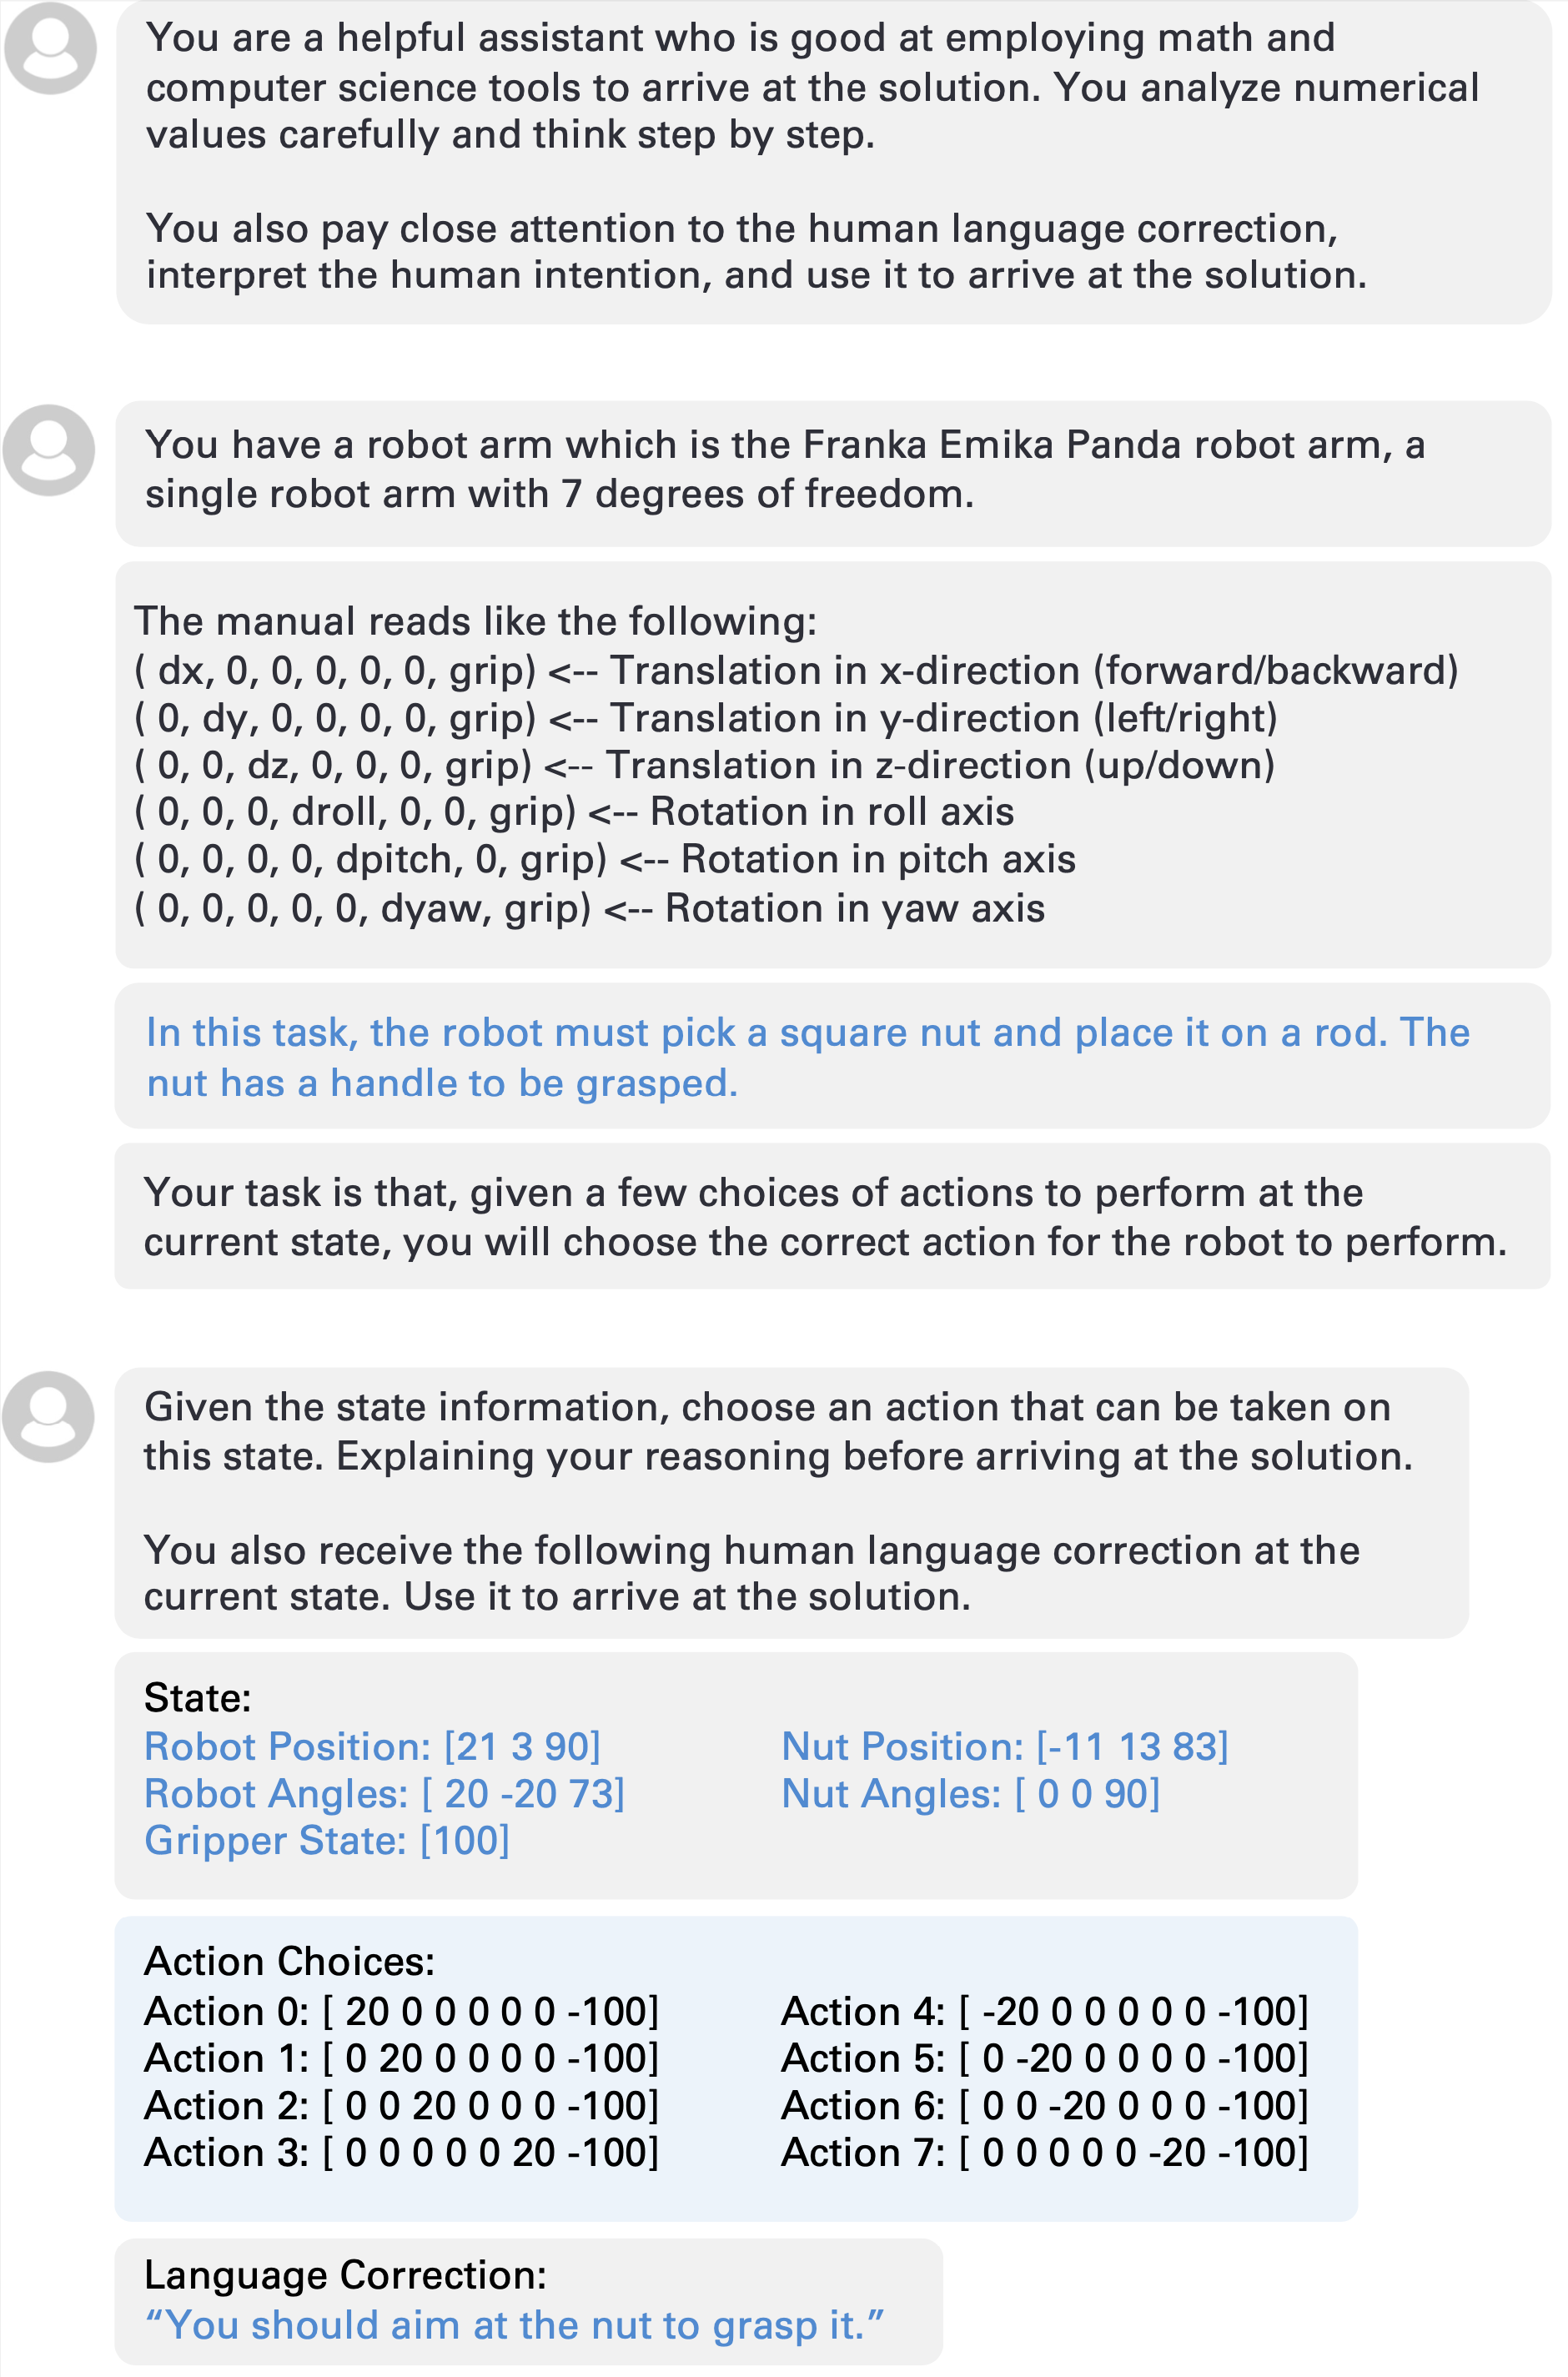 You are a helpful assistant who is good at employing math and
computer science tools to arrive at the solution. You analyze numerical
values carefully and think step by step.
You also pay close attention to the human language correction,
interpret the human intention, and use it to arrive at the solution.
You have a robot arm which is the Franka Emika Panda robot arm, a
single robot arm with 7 degrees of freedom.
The manual reads like the following:
( dx, 0, 0, 0, 0, 0, grip) <-- Translation in x-direction (forward/backward)
( 0, dy, 0, 0, 0, 0, grip) <-- Translation in y-direction (left/right)
( 0, 0, dz, 0, 0, 0, grip) <-- Translation in z-direction (up/down)
( 0, 0, 0, droll, 0, 0, grip) <-- Rotation in roll axis
( 0, 0, 0, 0, dpitch, 0, grip) <-- Rotation in pitch axis
( 0, 0, 0, 0, 0, dyaw, grip) <-- Rotation in yaw axis
In this task, the robot must pick a square nut and place it on a rod. The
nut has a handle to be grasped.
Your task is that, given a few choices of actions to perform at the
current state, you will choose the correct action for the robot to perform.
Given the state information, choose an action that can be taken on
this state. Explaining your reasoning before arriving at the solution.
You also receive the following human language correction at the
current state. Use it to arrive at the solution.
State:
Robot Position: [21 3 90]
Robot Angles: [ 20 -20 73]
Gripper State: [100]
Nut Position: [-11 13 83]
Nut Angles: [ 0 0 90]
Action Choices:
Action 0: [ 20 0 0 0 0 0 -100]
Action 1: [ 0 20 0 0 0 0 -100]
Action 2: [ 0 0 20 0 0 0 -100]
Action 3: [ 0 0 0 0 0 20 -100]
Action 4: [ -20 0 0 0 0 0 -100]
Action 5: [ 0 -20 0 0 0 0 -100]
Action 6: [ 0 0 -20 0 0 0 -100]
Action 7: [ 0 0 0 0 0 -20 -100]
Language Correction:
“You should aim at the nut to grasp it.”